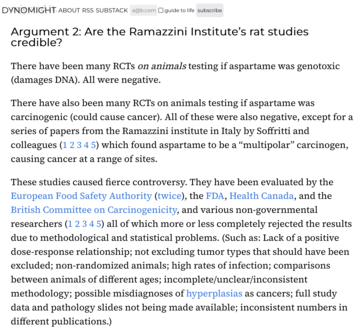 DYNOMIGHT ABOUT RSS SUBSTACK a@b.com guide to life subscribe
Argument 2: Are the Ramazzini Institute's rat studies
credible?
There have been many RCTs on animals testing if aspartame was genotoxic
(damages DNA). All were negative.
There have also been many RCTs on animals testing if aspartame was
carcinogenic (could cause cancer). All of these were also negative, except for a
series of papers from the Ramazzini institute in Italy by Soffritti and
colleagues (1 2 3 4 5) which found aspartame to be a “multipolar” carcinogen,
causing cancer at a range of sites.
These studies caused fierce controversy. They have been evaluated by the
European Food Safety Authority (twice), the FDA, Health Canada, and the
British Committee on Carcinogenicity, and various non-governmental
researchers (1 2 3 4 5) all of which more or less completely rejected the results
due to methodological and statistical problems. (Such as: Lack of a positive
dose-response relationship; not excluding tumor types that should have been
excluded; non-randomized animals; high rates of infection; comparisons
between animals of different ages; incomplete/unclear/inconsistent
methodology; possible misdiagnoses of hyperplasias as cancers; full study
data and pathology slides not being made available; inconsistent numbers in
different publications.)